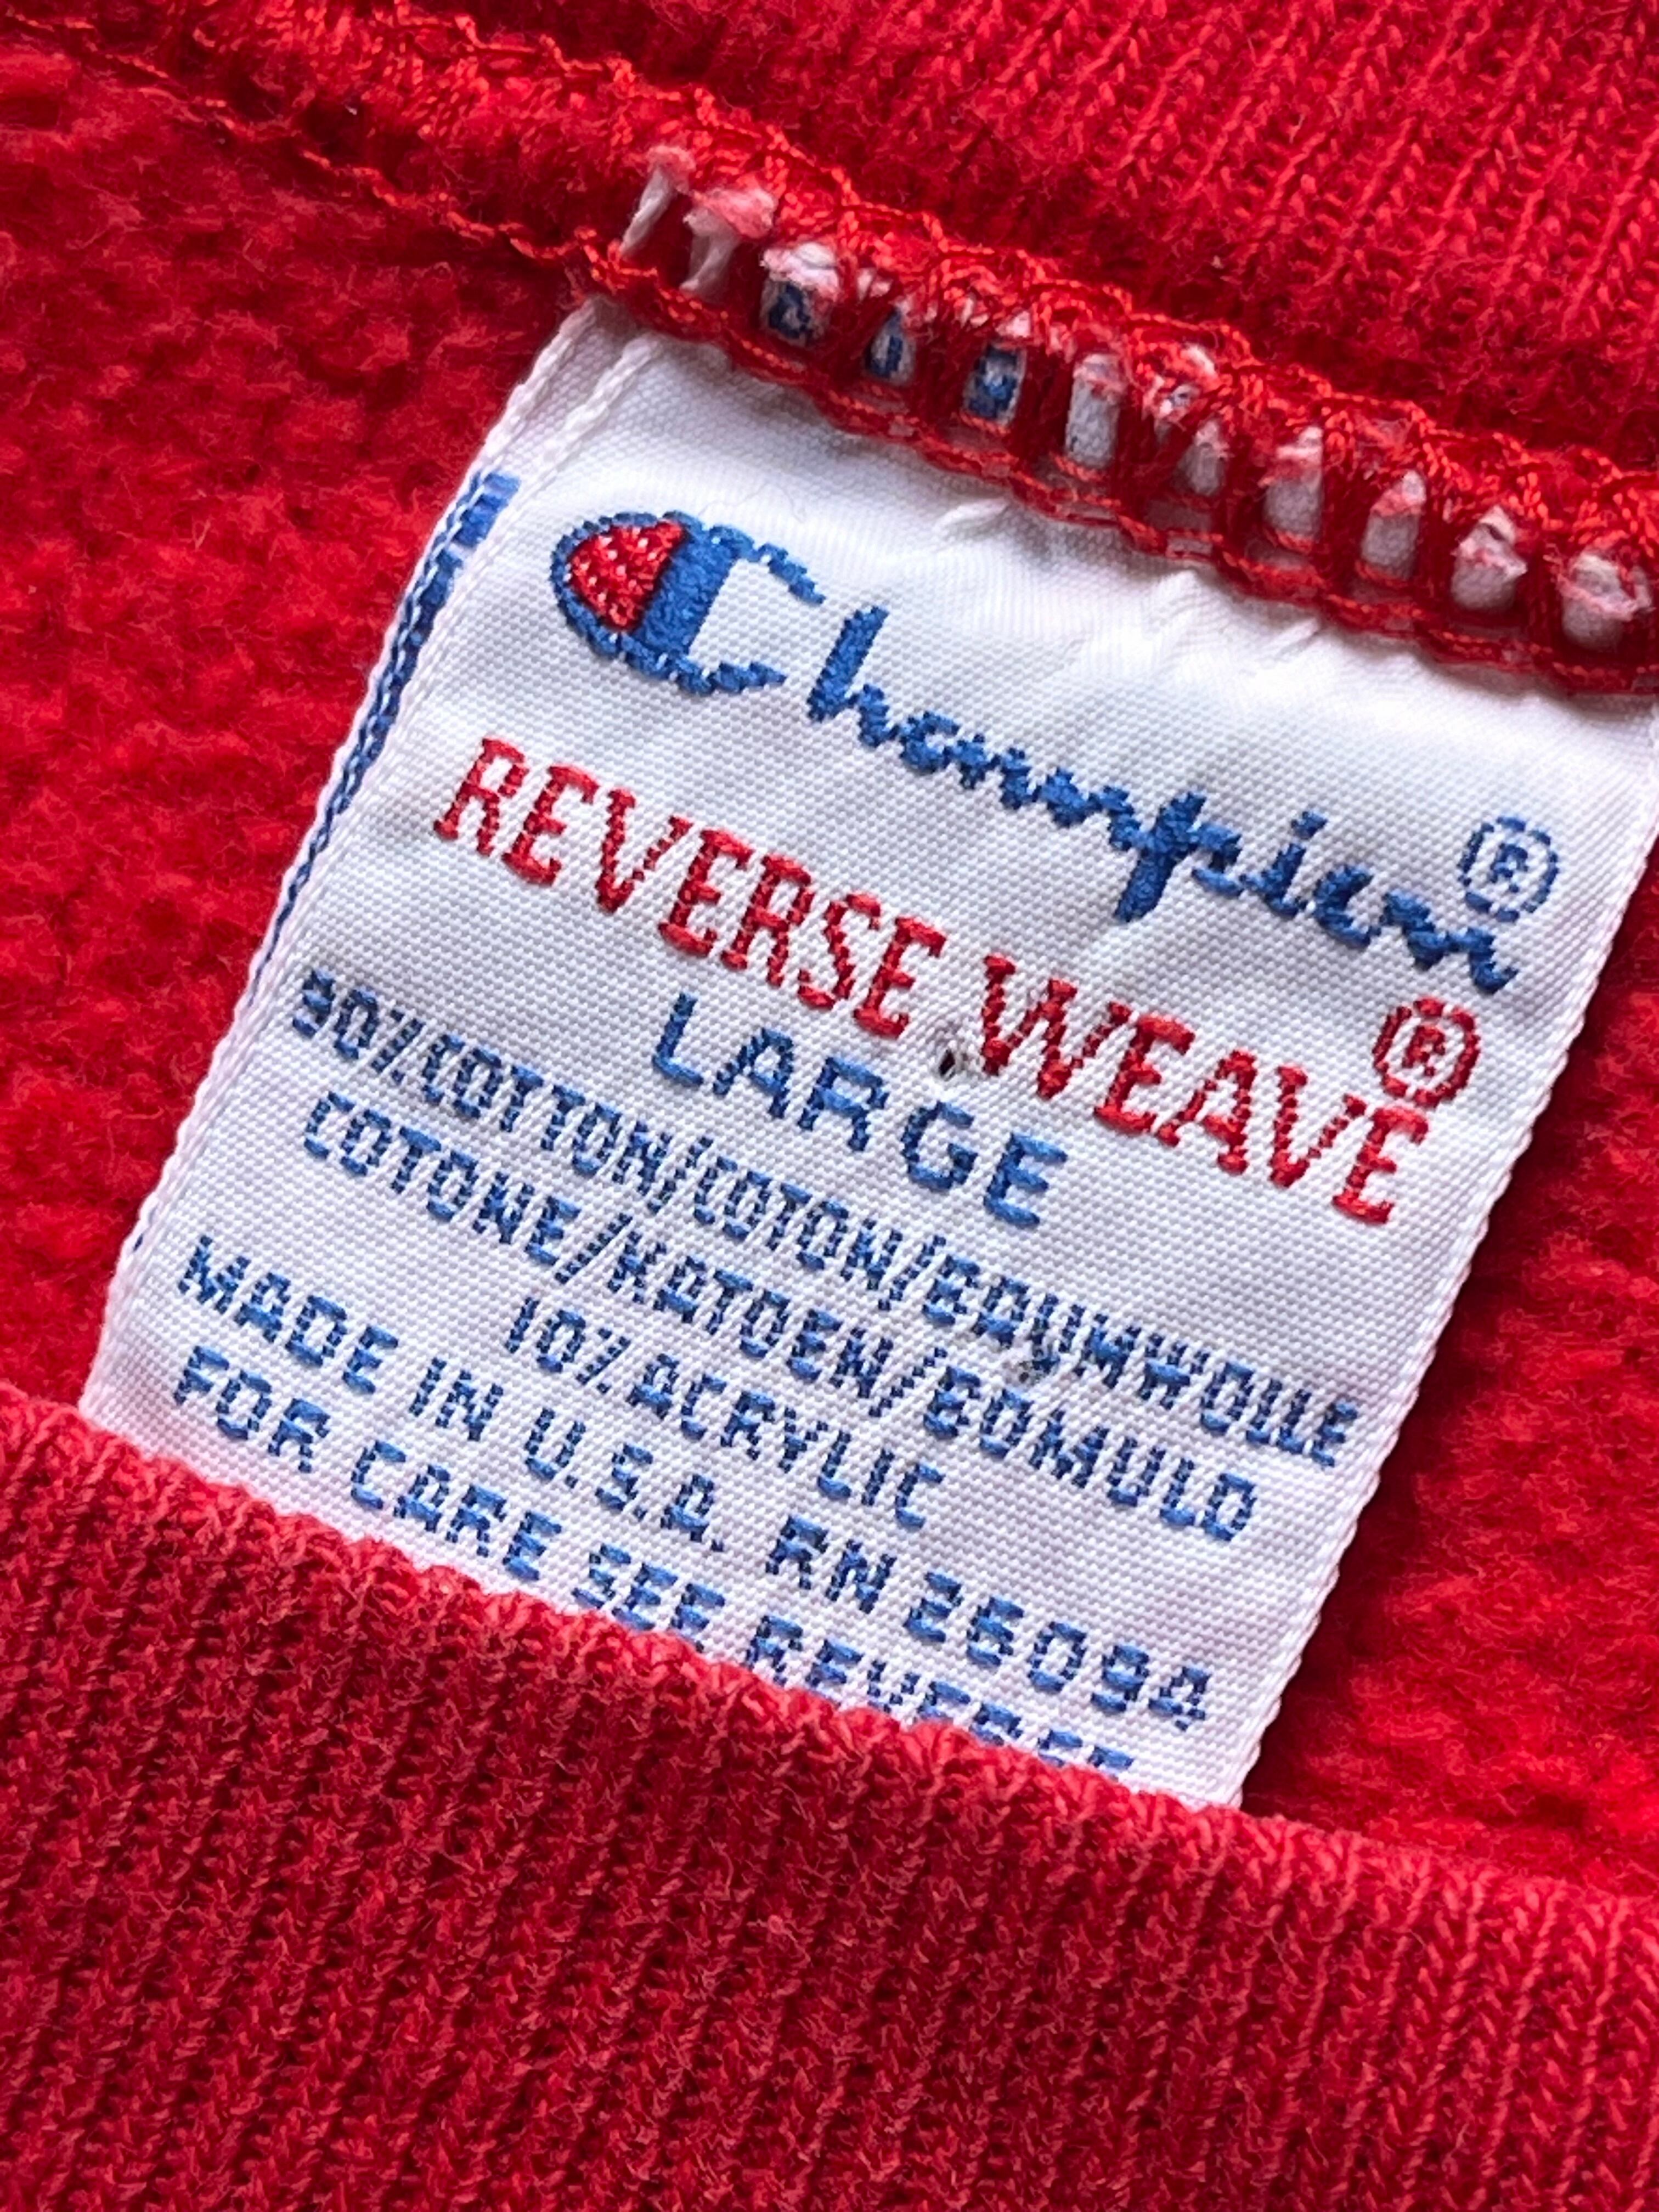 Champion®
REVERSE WEAVE®
LARGE
90%COTTON/COTON/BAUMWOLLE
COTONE/KATOEN/BOMULD
10%ACRYLIC
MADE IN U.S.A. RN 26094
FOR CARE SEE REVERSE